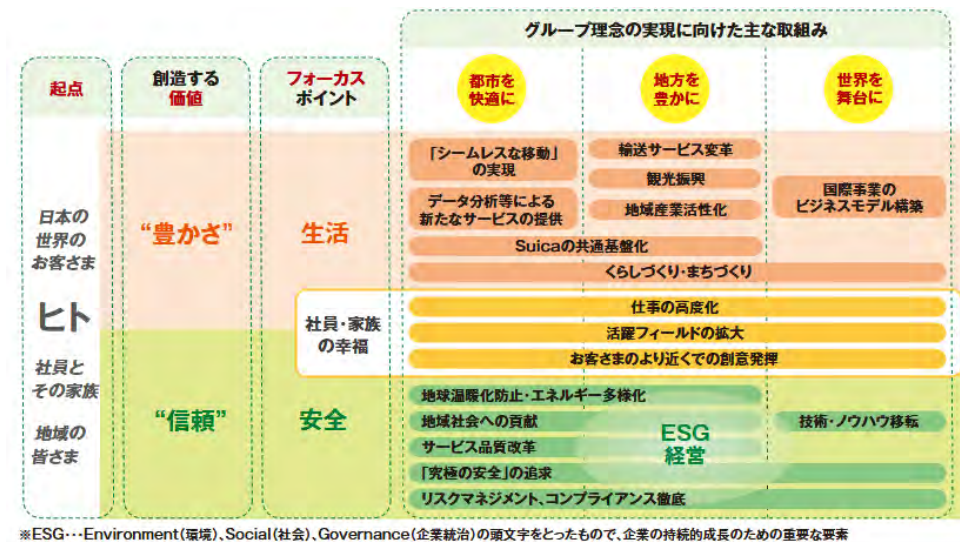 グループ理念の実現に向けた主な取組み
起点
創造する
価値
フォーカス
ポイント
都市を
快適に
地方を
豊かに
世界を
舞台に
日本の
世界の
お客さま
ヒト
社員と
その家族
地域の
皆さま
“豊かさ”
“信頼”
生活
社員・家族
の幸福
安全
「シームレスな移動」
の実現
データ分析等による
新たなサービスの提供
輸送サービス変革
観光振興
地域産業活性化
国際事業の
ビジネスモデル構築
Suicaの共通基盤化
くらしづくり・まちづくり
仕事の高度化
活躍フィールドの拡大
お客さまのより近くでの創意発揮
地球温暖化防止・エネルギー多様化
地域社会への貢献
サービス品質改革
「究極の安全」の追求
リスクマネジメント、コンプライアンス徹底
ESG
経営
技術・ノウハウ移転
※ESG･･･Environment（環境）、Social（社会）、Governance（企業統治）の頭文字をとったもので、企業の持続的成長のための重要な要素